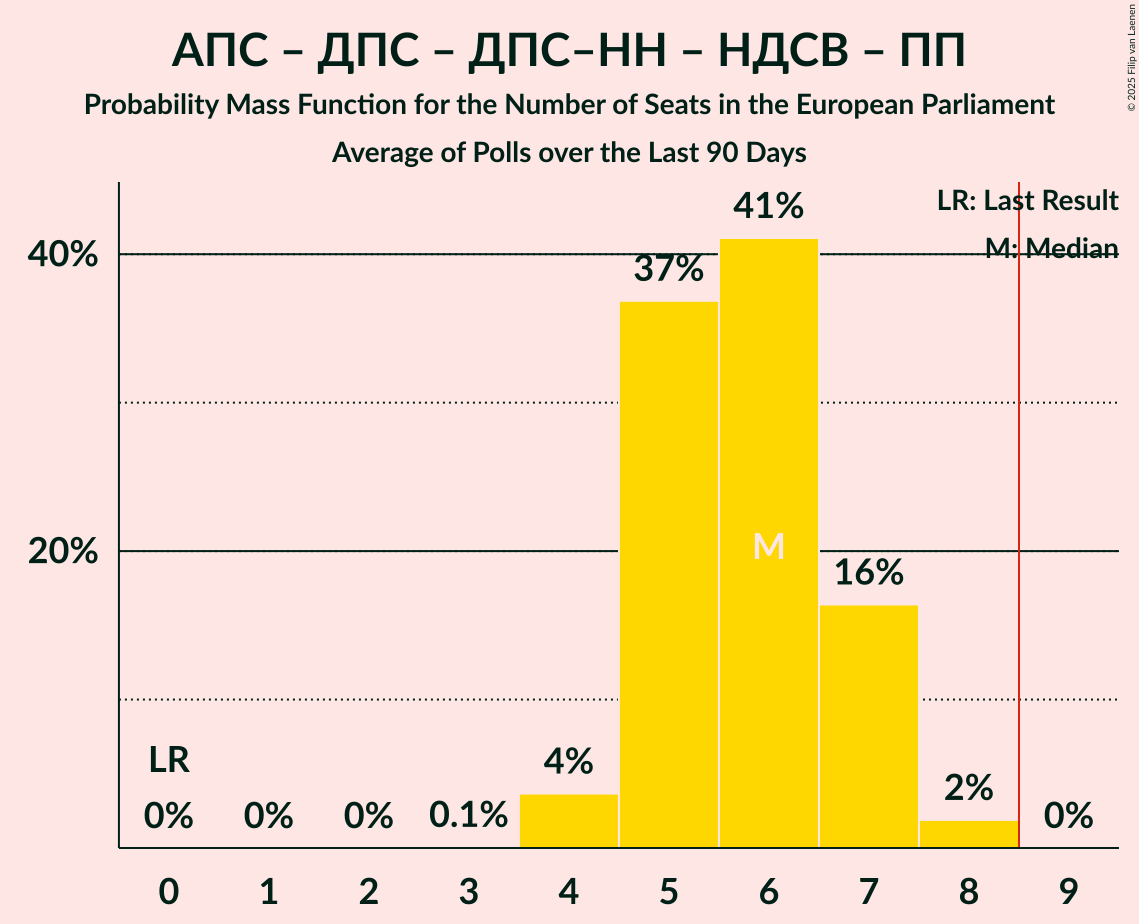 АПС – ДПС – ДПС–НН – НДСВ – ПП
Probability Mass Function for the Number of Seats in the European Parliament
Average of Polls over the Last 90 Days
© 2025 Filip van Laenen
LR: Last Result
M: Median
41%
40%
37%
M
20%
16%
LR
4%
2%
0% 0% 0% 0.1% 0%
0 1 2 3 4 5 6 7 8 9